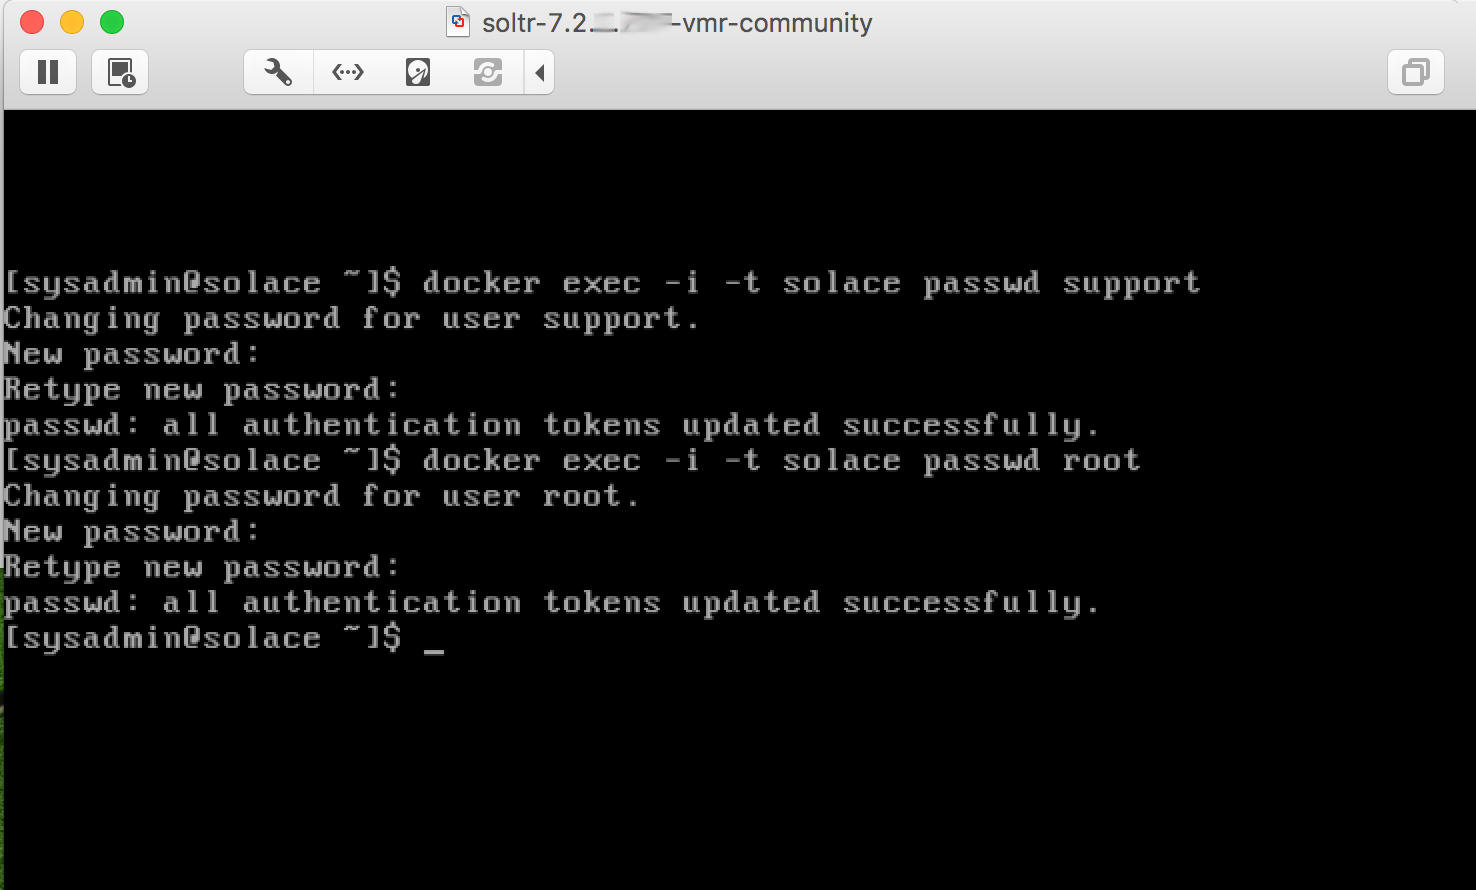 soltr-7.2. -vmr-community
[sysadmin@solace ~]$ docker exec -i -t solace passwd support
Changing password for user support.
New password:
Retype new password:
passwd: all authentication tokens updated successfully.
[sysadmin@solace ~]$ docker exec -i -t solace passwd root
Changing password for user root.
New password:
Retype new password:
passwd: all authentication tokens updated successfully.
[sysadmin@solace ~]$ _